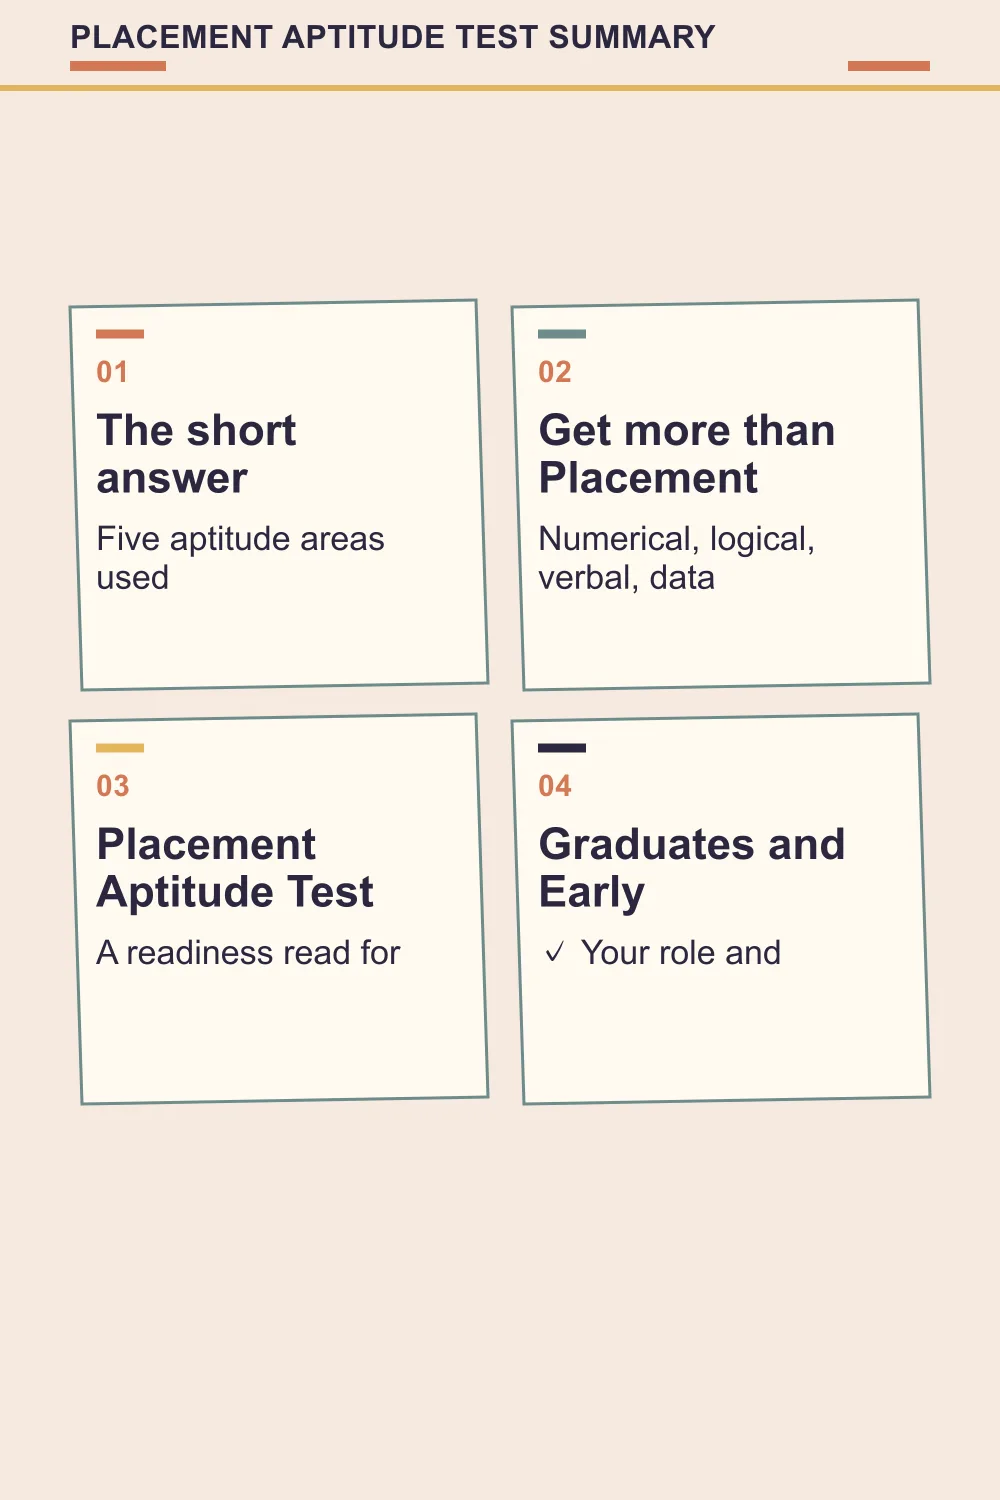 PLACEMENT APTITUDE TEST SUMMARY
01
The short
answer
Five aptitude areas
used
02
Get more than
Placement
Numerical, logical,
verbal, data
03
Placement
Aptitude Test
A readiness read for
04
Graduates and
Early
✓ Your role and